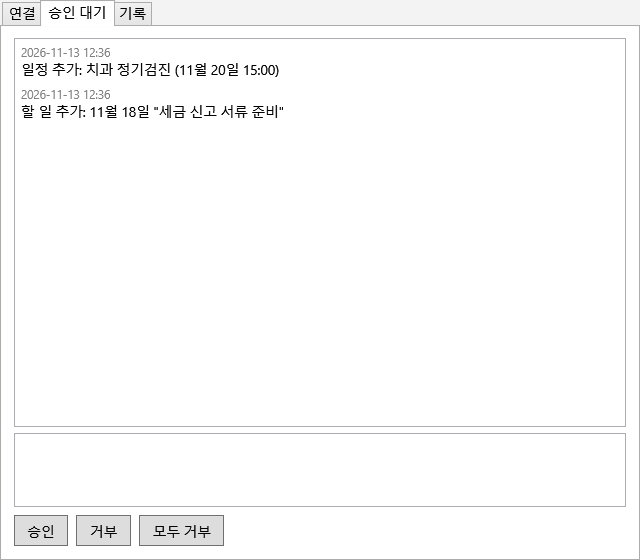 연결 승인 대기 기록
2026-11-13 12:36
일정 추가: 치과 정기검진 (11월 20일 15:00)
2026-11-13 12:36
할 일 추가: 11월 18일 "세금 신고 서류 준비"
승인 거부 모두 거부